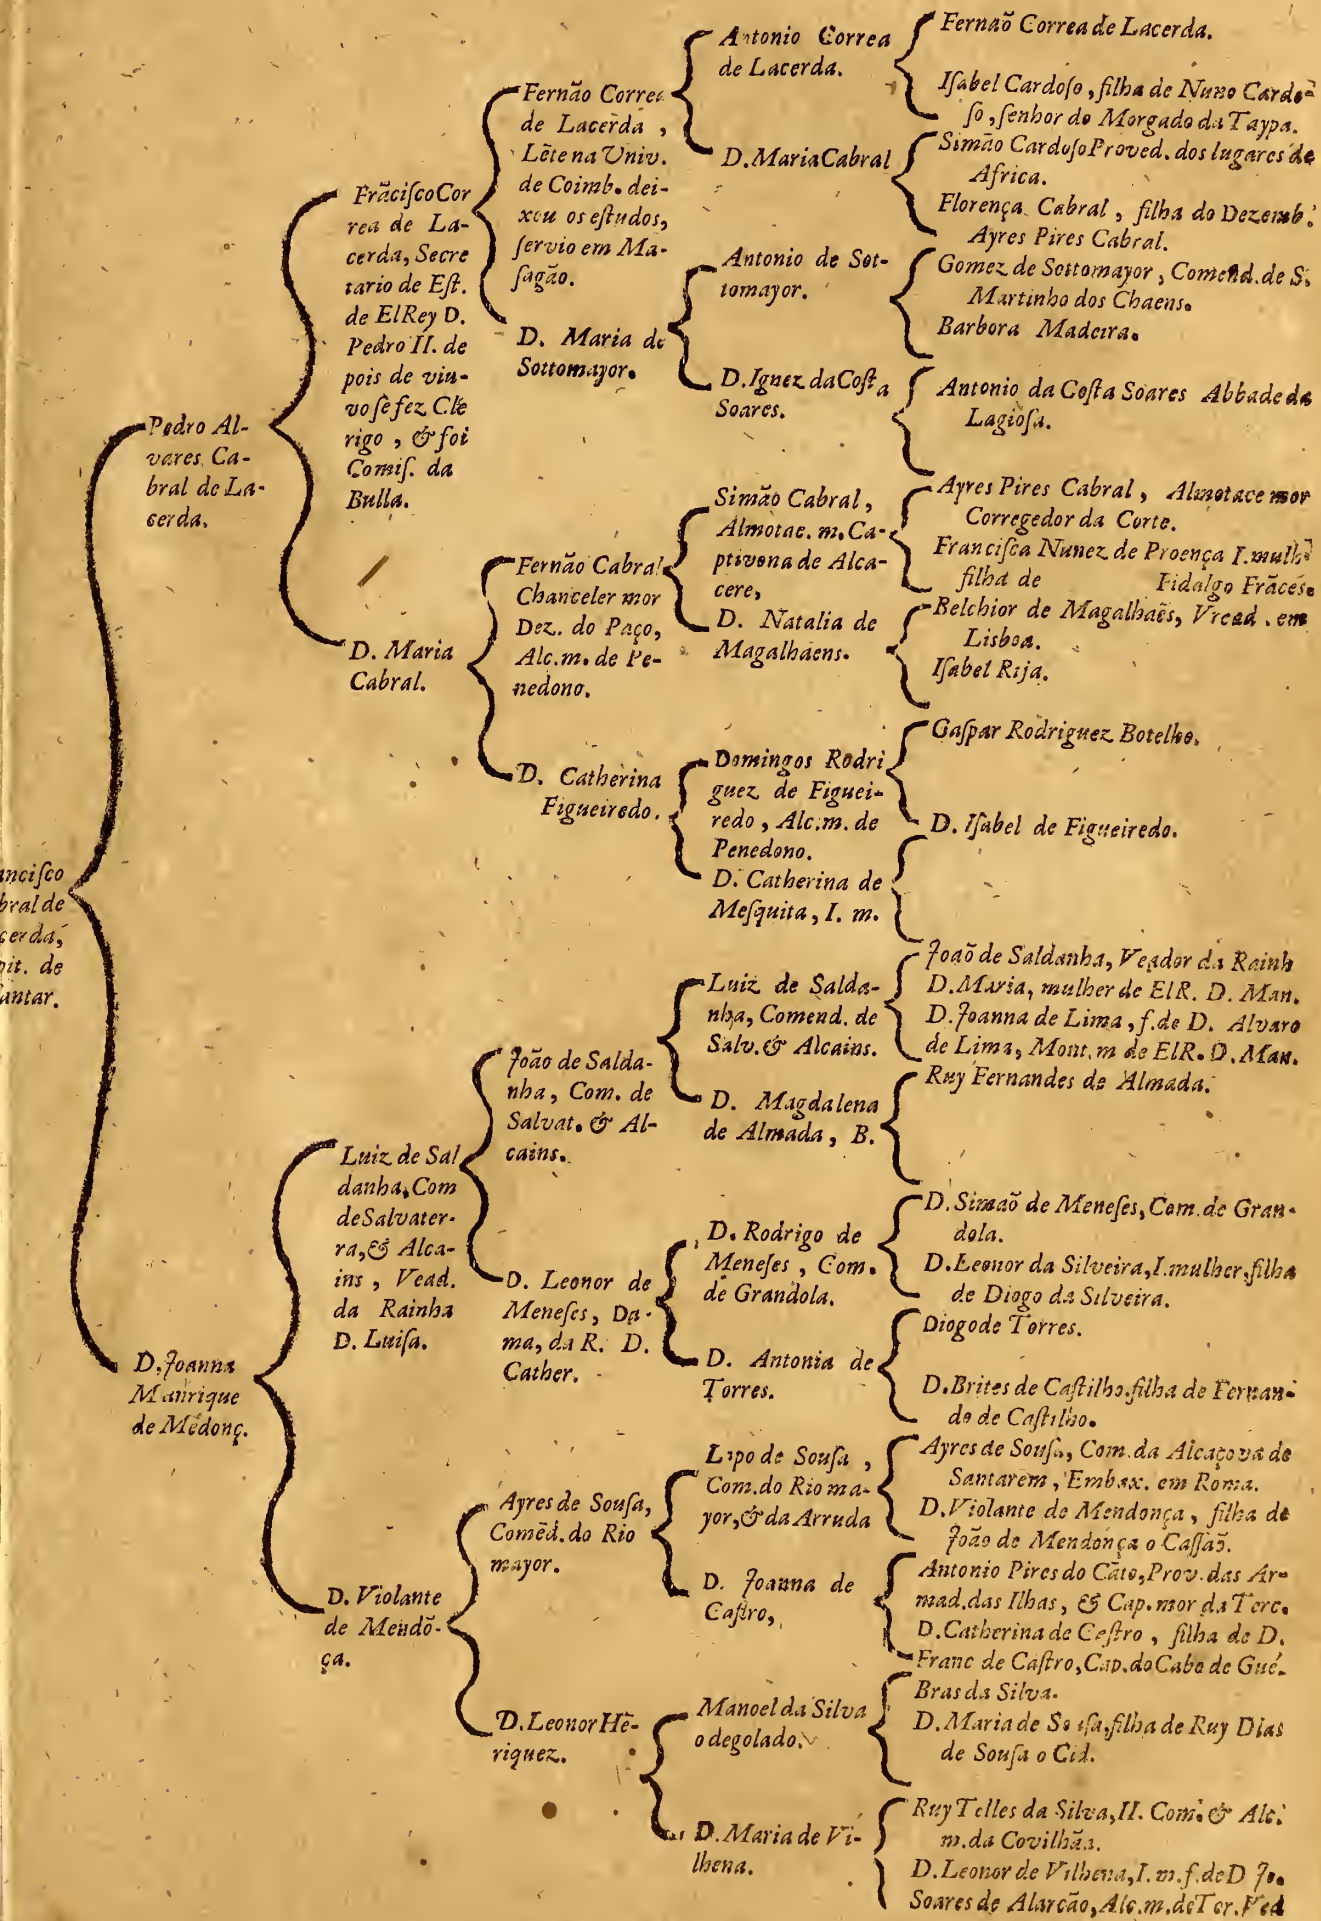 ancisco
bral de
cerda,
pit. de
antar.
Pedro Al-
vares Ca-
bral de La-
cerda.
D. Joanna
Manrique
de Mẽdonç.
Frãciſco Cor
rea de La-
cerda, Secre
tario de Eſt.
de ElRey D.
Pedro II. de
pois de viu-
vo ſe fez Cle
rigo, & foi
Comiſ. da
Bulla.
D. Maria
Cabral.
Luiz de Sal
danha, Com
de Salvater-
ra, & Alca-
ins, Vead.
da Rainha
D. Luiſa.
D. Violante
de Mendõ-
ça.
Fernão Correa
de Lacerda,
Lẽte na Univ.
de Coimb. dei-
xou os eſtudos,
ſervio em Ma-
ſagão.
D. Maria de
Sottomayor.
Fernão Cabral
Chanceler mor
Dez. do Paço,
Alc. m. de Pe-
nedono.
D. Catherina
Figueiredo.
João de Salda-
nha, Com. de
Salvat. & Al-
cains.
D. Leonor de
Meneſes, Da-
ma, da R. D.
Cather.
Ayres de Souſa,
Comẽd. do Rio
mayor.
D. Leonor Hẽ-
riquez.
Antonio Correa
de Lacerda.
D. Maria Cabral
Antonio de Sot-
tomayor.
D. Ignez da Coſta
Soares.
Simão Cabral,
Almotac. m. Ca-
ptivo na de Alca-
cere,
D. Natalia de
Magalhaens.
Domingos Rodri
guez de Figuei-
redo, Alc. m. de
Penedono.
D. Catherina de
Meſquita, I. m.
Luiz de Salda-
nha, Comend. de
Salv. & Alcains.
D. Magdalena
de Almada, B.
D. Rodrigo de
Meneſes, Com.
de Grandola.
D. Antonia de
Torres.
Lopo de Souſa,
Com. do Rio ma-
yor, & da Arruda
D. Joanna de
Caſtro,
Manoel da Silva
o degolado.
D. Maria de Vi-
lhena.
Fernaõ Correa de Lacerda.
Iſabel Cardoſo, filha de Nuno Cardo-
ſo, ſenhor do Morgado da Taypa.
Simão Cardoſo Proved. dos lugares de
Africa.
Florença Cabral, filha do Dezemb.
Ayres Pires Cabral.
Gomez de Sottomayor, Comend. de S.
Martinho dos Chaens.
Barbora Madeira.
Antonio da Coſta Soares Abbade da
Lagioſa.
Ayres Pires Cabral, Almotace mor
Corregedor da Corte.
Franciſca Nunez de Proença I. mulh.
filha de Fidalgo Frãcés.
Belchior de Magalhaẽs, Vread. em
Lisboa.
Iſabel Rija.
Gaſpar Rodriguez Botelho.
D. Iſabel de Figueiredo.
Joaõ de Saldanha, Veador da Rainh
D. Maria, mulher de ElR. D. Man.
D. Joanna de Lima, f. de D. Alvaro
de Lima, Mont. m de ElR. D. Man.
Ruy Fernandes de Almada.
D. Simaõ de Meneſes, Com. de Gran-
dola.
D. Leonor da Silveira, I. mulher, filha
de Diogo da Silveira.
Diogo de Torres.
D. Brites de Caſtilho, filha de Fernan-
do de Caſtilho.
Ayres de Souſa, Com. da Alcaçova de
Santarem, Embax. em Roma.
D. Violante de Mendonça, filha de
João de Mendonça o Caſſaõ.
Antonio Pires do Cãto, Prov. das Ar-
mad. das Ilhas, & Cap. mor da Terc.
D. Catherina de Caſtro, filha de D.
Franc de Caſtro, Cap. do Cabo de Gué.
Bras da Silva.
D. Maria de Souſa, filha de Ruy Dias
de Souſa o Cid.
Ruy Telles da Silva, II. Com. & Alc.
m. da Covilhãa.
D. Leonor de Vilhena, I. m. f. de D Jo.
Soares de Alarcão, Alc. m. de Tor. Ved